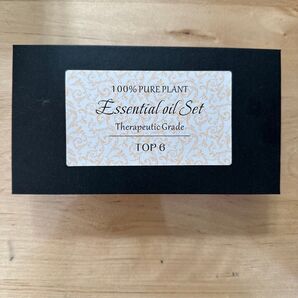 100% PURE PLANT
Essential oil Set
Therapeutic Grade
TOP 6